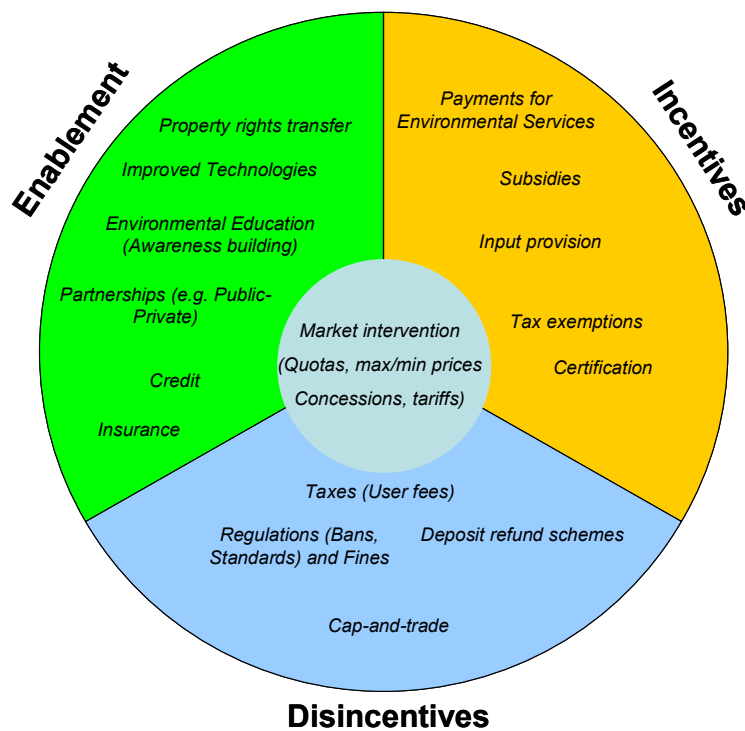 Enablement
Property rights transfer
Improved Technologies
Environmental Education
(Awareness building)
Partnerships (e.g. Public-
Private)
Credit
Insurance
Incentives
Payments for
Environmental Services
Subsidies
Input provision
Tax exemptions
Certification
Market intervention
(Quotas, max/min prices
Concessions, tariffs)
Taxes (User fees)
Regulations (Bans,
Standards) and Fines
Deposit refund schemes
Cap-and-trade
Disincentives